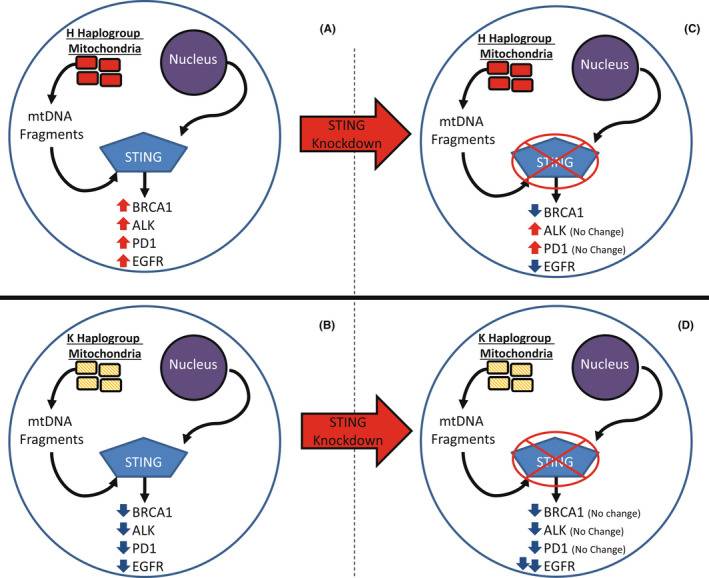 (A)
H Haplogroup
Mitochondria
Nucleus
mtDNA
Fragments
STING
BRCA1
ALK
PD1
EGFR
STING
Knockdown
(C)
H Haplogroup
Mitochondria
Nucleus
mtDNA
Fragments
STING
BRCA1
ALK (No Change)
PD1 (No Change)
EGFR
(B)
K Haplogroup
Mitochondria
Nucleus
mtDNA
Fragments
STING
BRCA1
ALK
PD1
EGFR
STING
Knockdown
(D)
K Haplogroup
Mitochondria
Nucleus
mtDNA
Fragments
STING
BRCA1 (No change)
ALK (No Change)
PD1 (No Change)
EGFR